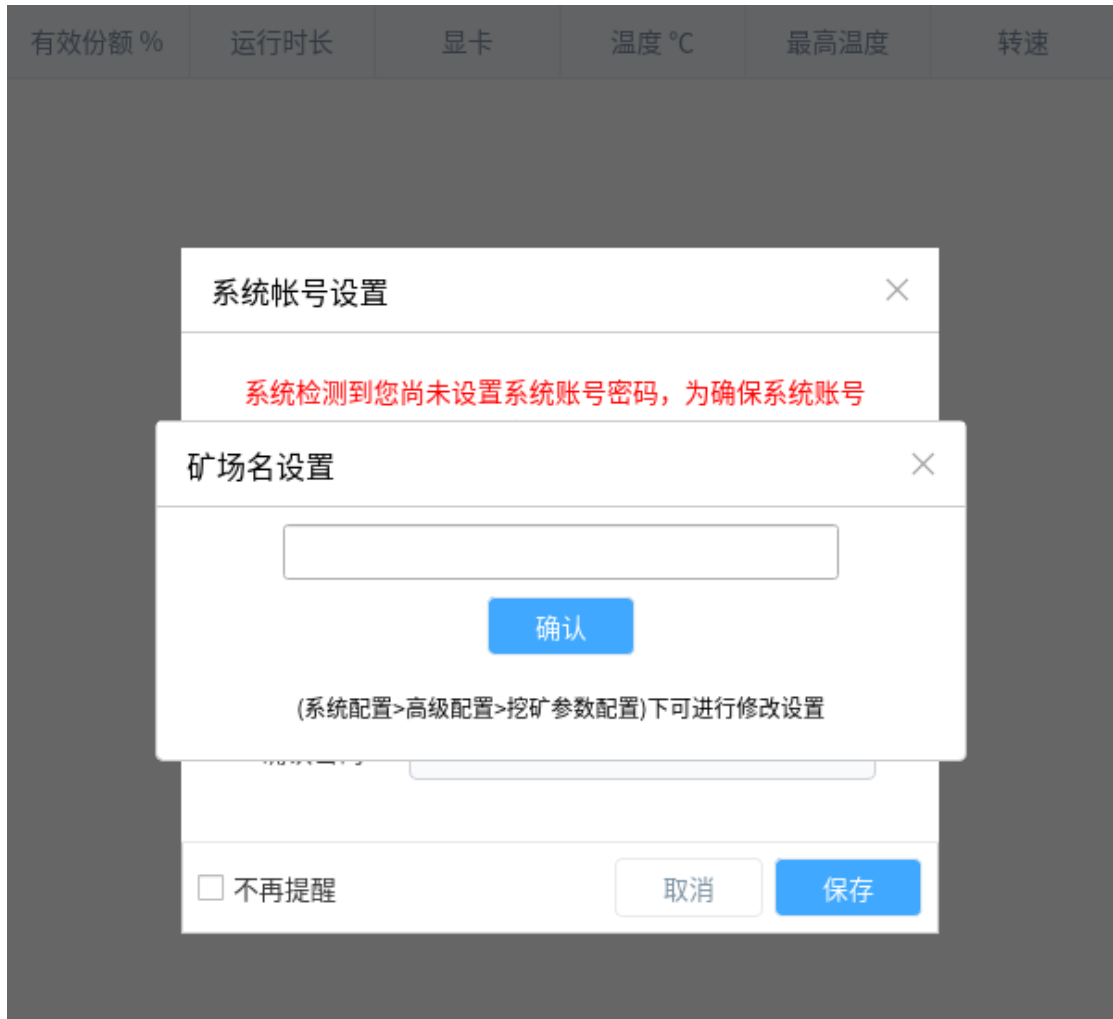 有效份额 % 运行时长 显卡 温度 °C 最高温度 转速
系统帐号设置
系统检测到您尚未设置系统账号密码，为确保系统账号
矿场名设置
确认
(系统配置>高级配置>挖矿参数配置)下可进行修改设置
不再提醒 取消 保存